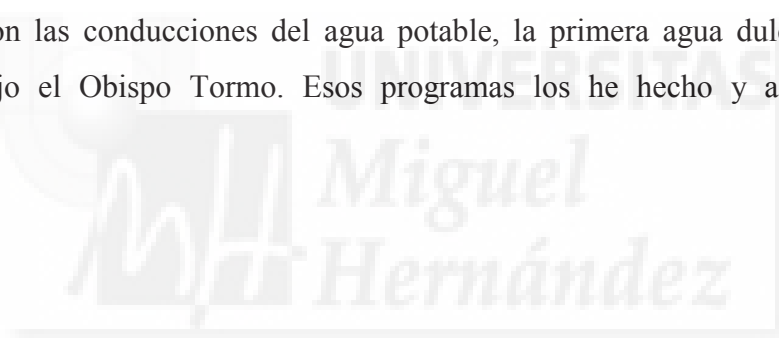 on las conducciones del agua potable, la primera agua dul
jo el Obispo Tormo. Esos programas los he hecho y a
UNIVERSITAS
Miguel
Hernández